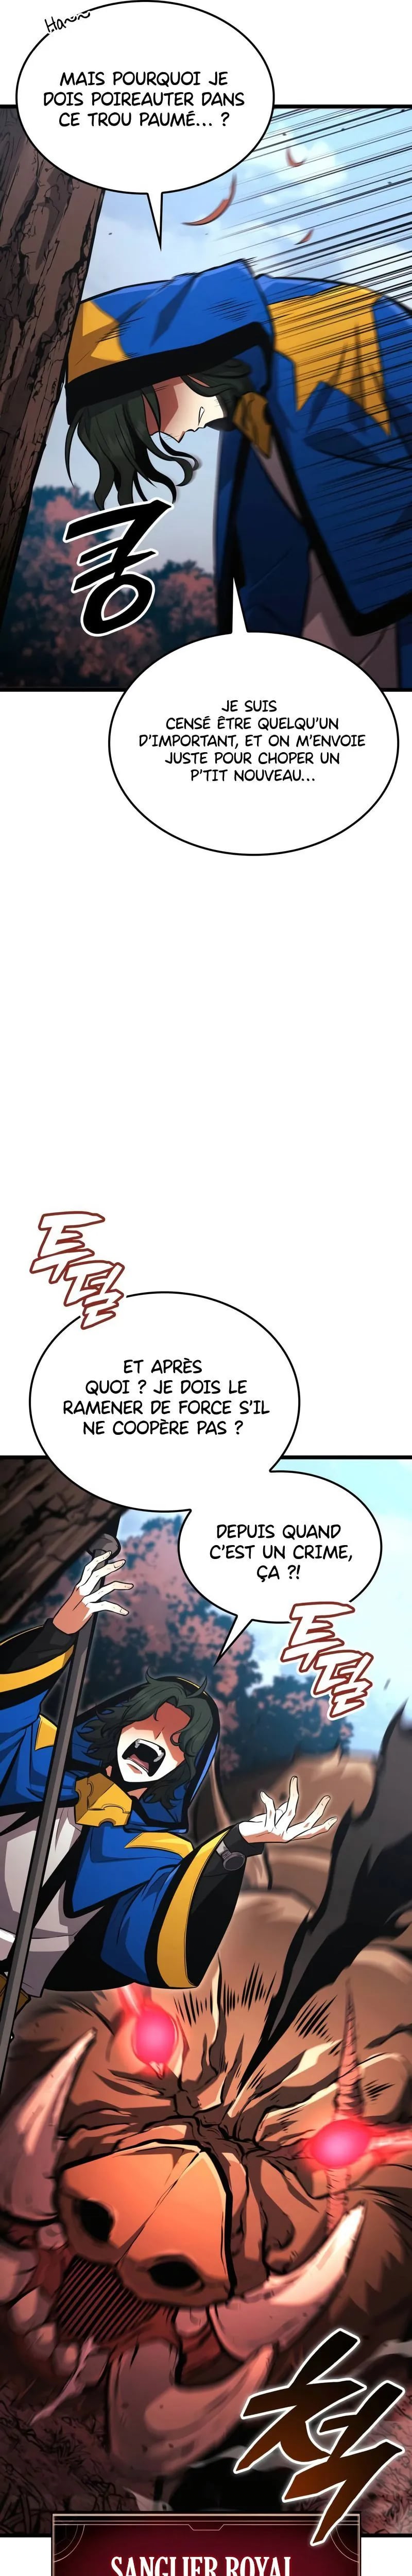 Ha~~
MAIS POURQUOI JE
DOIS POIREAUTER DANS
CE TROU PAUMÉ... ?
쿵
JE SUIS
CENSÉ ÊTRE QUELQU'UN
D'IMPORTANT, ET ON M'ENVOIE
JUSTE POUR CHOPER UN
P'TIT NOUVEAU...
투덜
ET APRÈS
QUOI ? JE DOIS LE
RAMENER DE FORCE S'IL
NE COOPÈRE PAS ?
DEPUIS QUAND
C'EST UN CRIME,
ÇA ?!
투덜
척
SANGLIER ROYAL